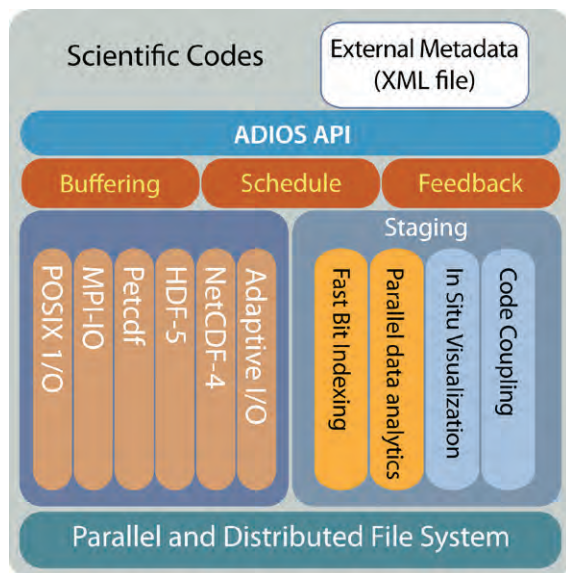 Scientific Codes
External Metadata
(XML file)
ADIOS API
Buffering
Schedule
Feedback
Staging
POSIX 1/O
MPI-IO
Petcdf
HDF-5
NetCDF-4
Adaptive I/O
Fast Bit Indexing
Parallel data analytics
In Situ Visualization
Code Coupling
Parallel and Distributed File System